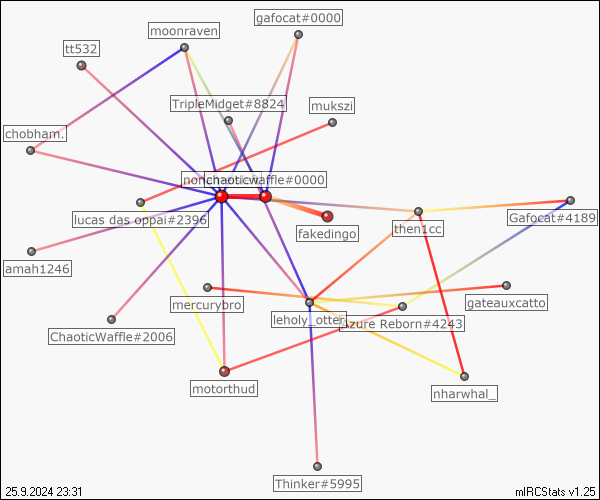 gafocat#0000
moonraven
tt532
TripleMidget#8824
mukszi
chobham.
chaoticwaffle#0000
lucas das oppai#2396
Gafocat#4189
then1cc
fakedingo
amah1246
mercurybro
gateauxcatto
leholy_otter
Azure Reborn#4243
ChaoticWaffle#2006
motorthud
nharwhal_
Thinker#5995
25.9.2024 23:31
mIRCStats v1.25